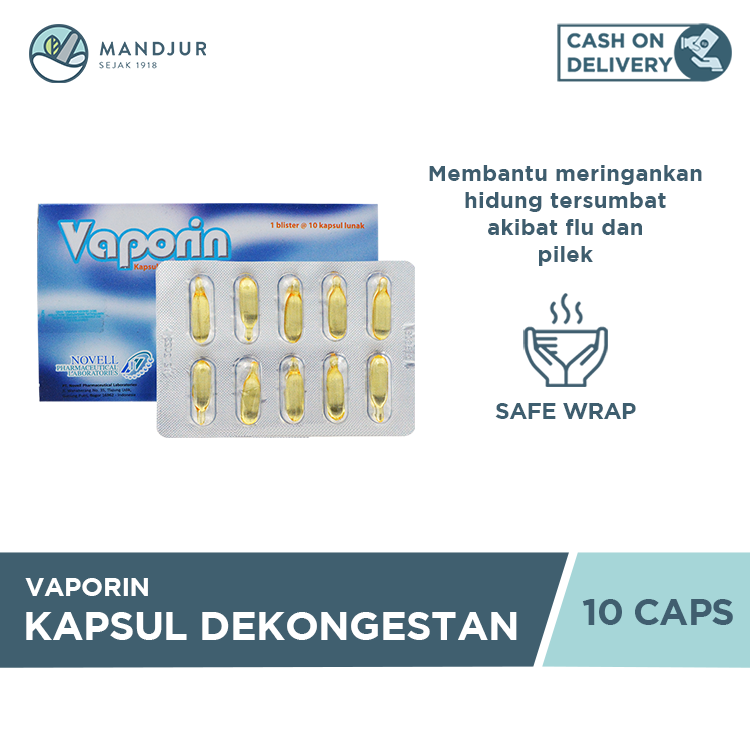 MANDJUR
SEJAK 1918
CASH ON
DELIVERY
Membantu meringankan
hidung tersumbat
akibat flu dan
pilek
1 blister @ 10 kapsul lunak
Vaporin
Kapsul
NOVELL
PHARMACEUTICAL
LABORATORIES
SAFE WRAP
VAPORIN
KAPSUL DEKONGESTAN
10 CAPS